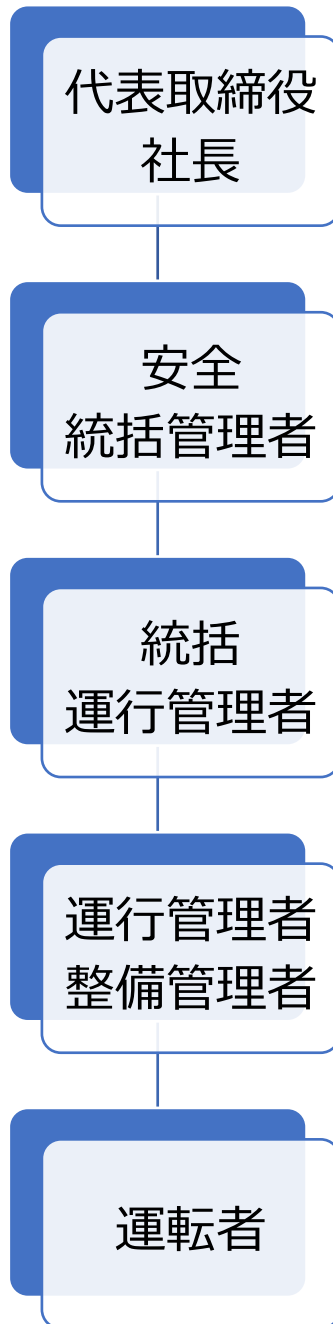 代表取締役
社長
安全
統括管理者
統括
運行管理者
運行管理者
整備管理者
運転者